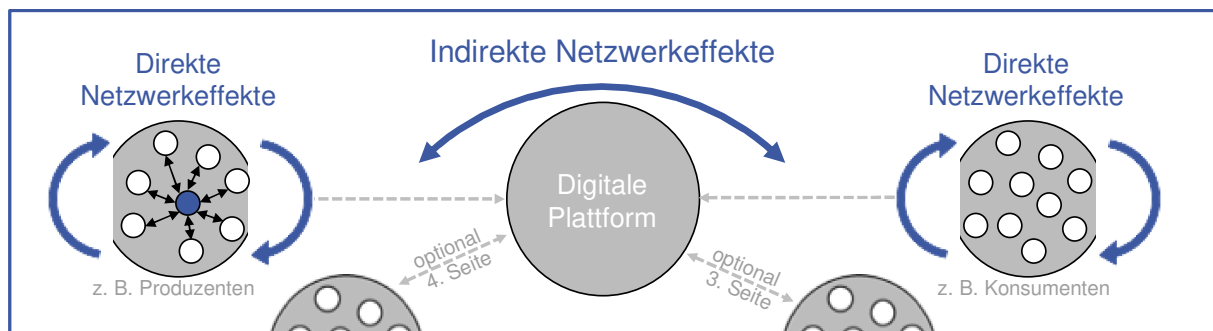 Indirekte Netzwerkeffekte
Direkte
Netzwerkeffekte
Direkte
Netzwerkeffekte
Digitale
Plattform
optional
4. Seite
optional
3. Seite
z. B. Produzenten
z. B. Konsumenten